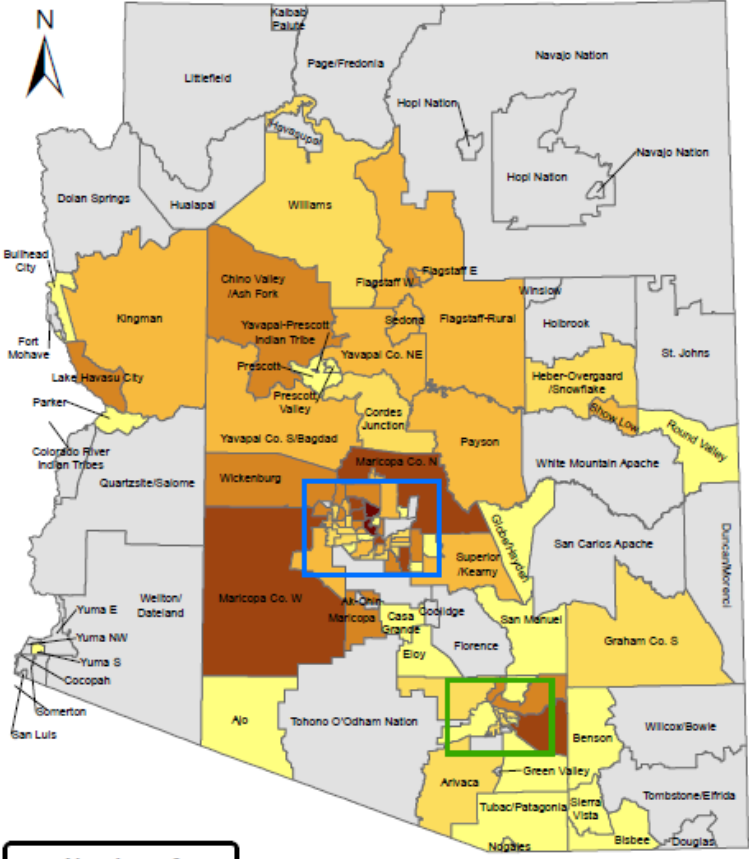 N
Kaibab
Paiute
Littlefield
Page/Fredonia
Navajo Nation
Hopi Nation
Havasupai
Navajo Nation
Hopi Nation
Dolan Springs
Hualapai
Williams
Bullhead
City
Chino Valley
/Ash Fork
Flagstaff W
Flagstaff E
Winslow
Kingman
Yavapai-Prescott
Indian Tribe
Sedona
Flagstaff-Rural
Holbrook
Fort
Mohave
Yavapai Co. NE
St. Johns
Lake Havasu City
Prescott
Heber-Overgaard
/Snowflake
Parker
Prescott
Valley
Cordes
Junction
Show Low
Round Valley
Yavapai Co. S/Bagdad
Payson
Colorado River
Indian Tribes
Maricopa Co. N
White Mountain Apache
Quartzsite/Salome
Wickenburg
Globe/Hayden
San Carlos Apache
Duncan/Morenci
Superior
/Kearny
Wellton/
Dateland
Maricopa Co. W
Ak-Chin
Maricopa
Casa
Grande
Coolidge
San Manuel
Yuma E
Yuma NW
Yuma S
Cocopah
Somerton
San Luis
Florence
Graham Co. S
Eloy
Ajo
Tohono O'Odham Nation
Benson
Willcox/Bowie
Arivaca
Green Valley
Tombstone/Elfrida
Tubac/Patagonia
Sierra
Vista
Nogales
Bisbee
Douglas